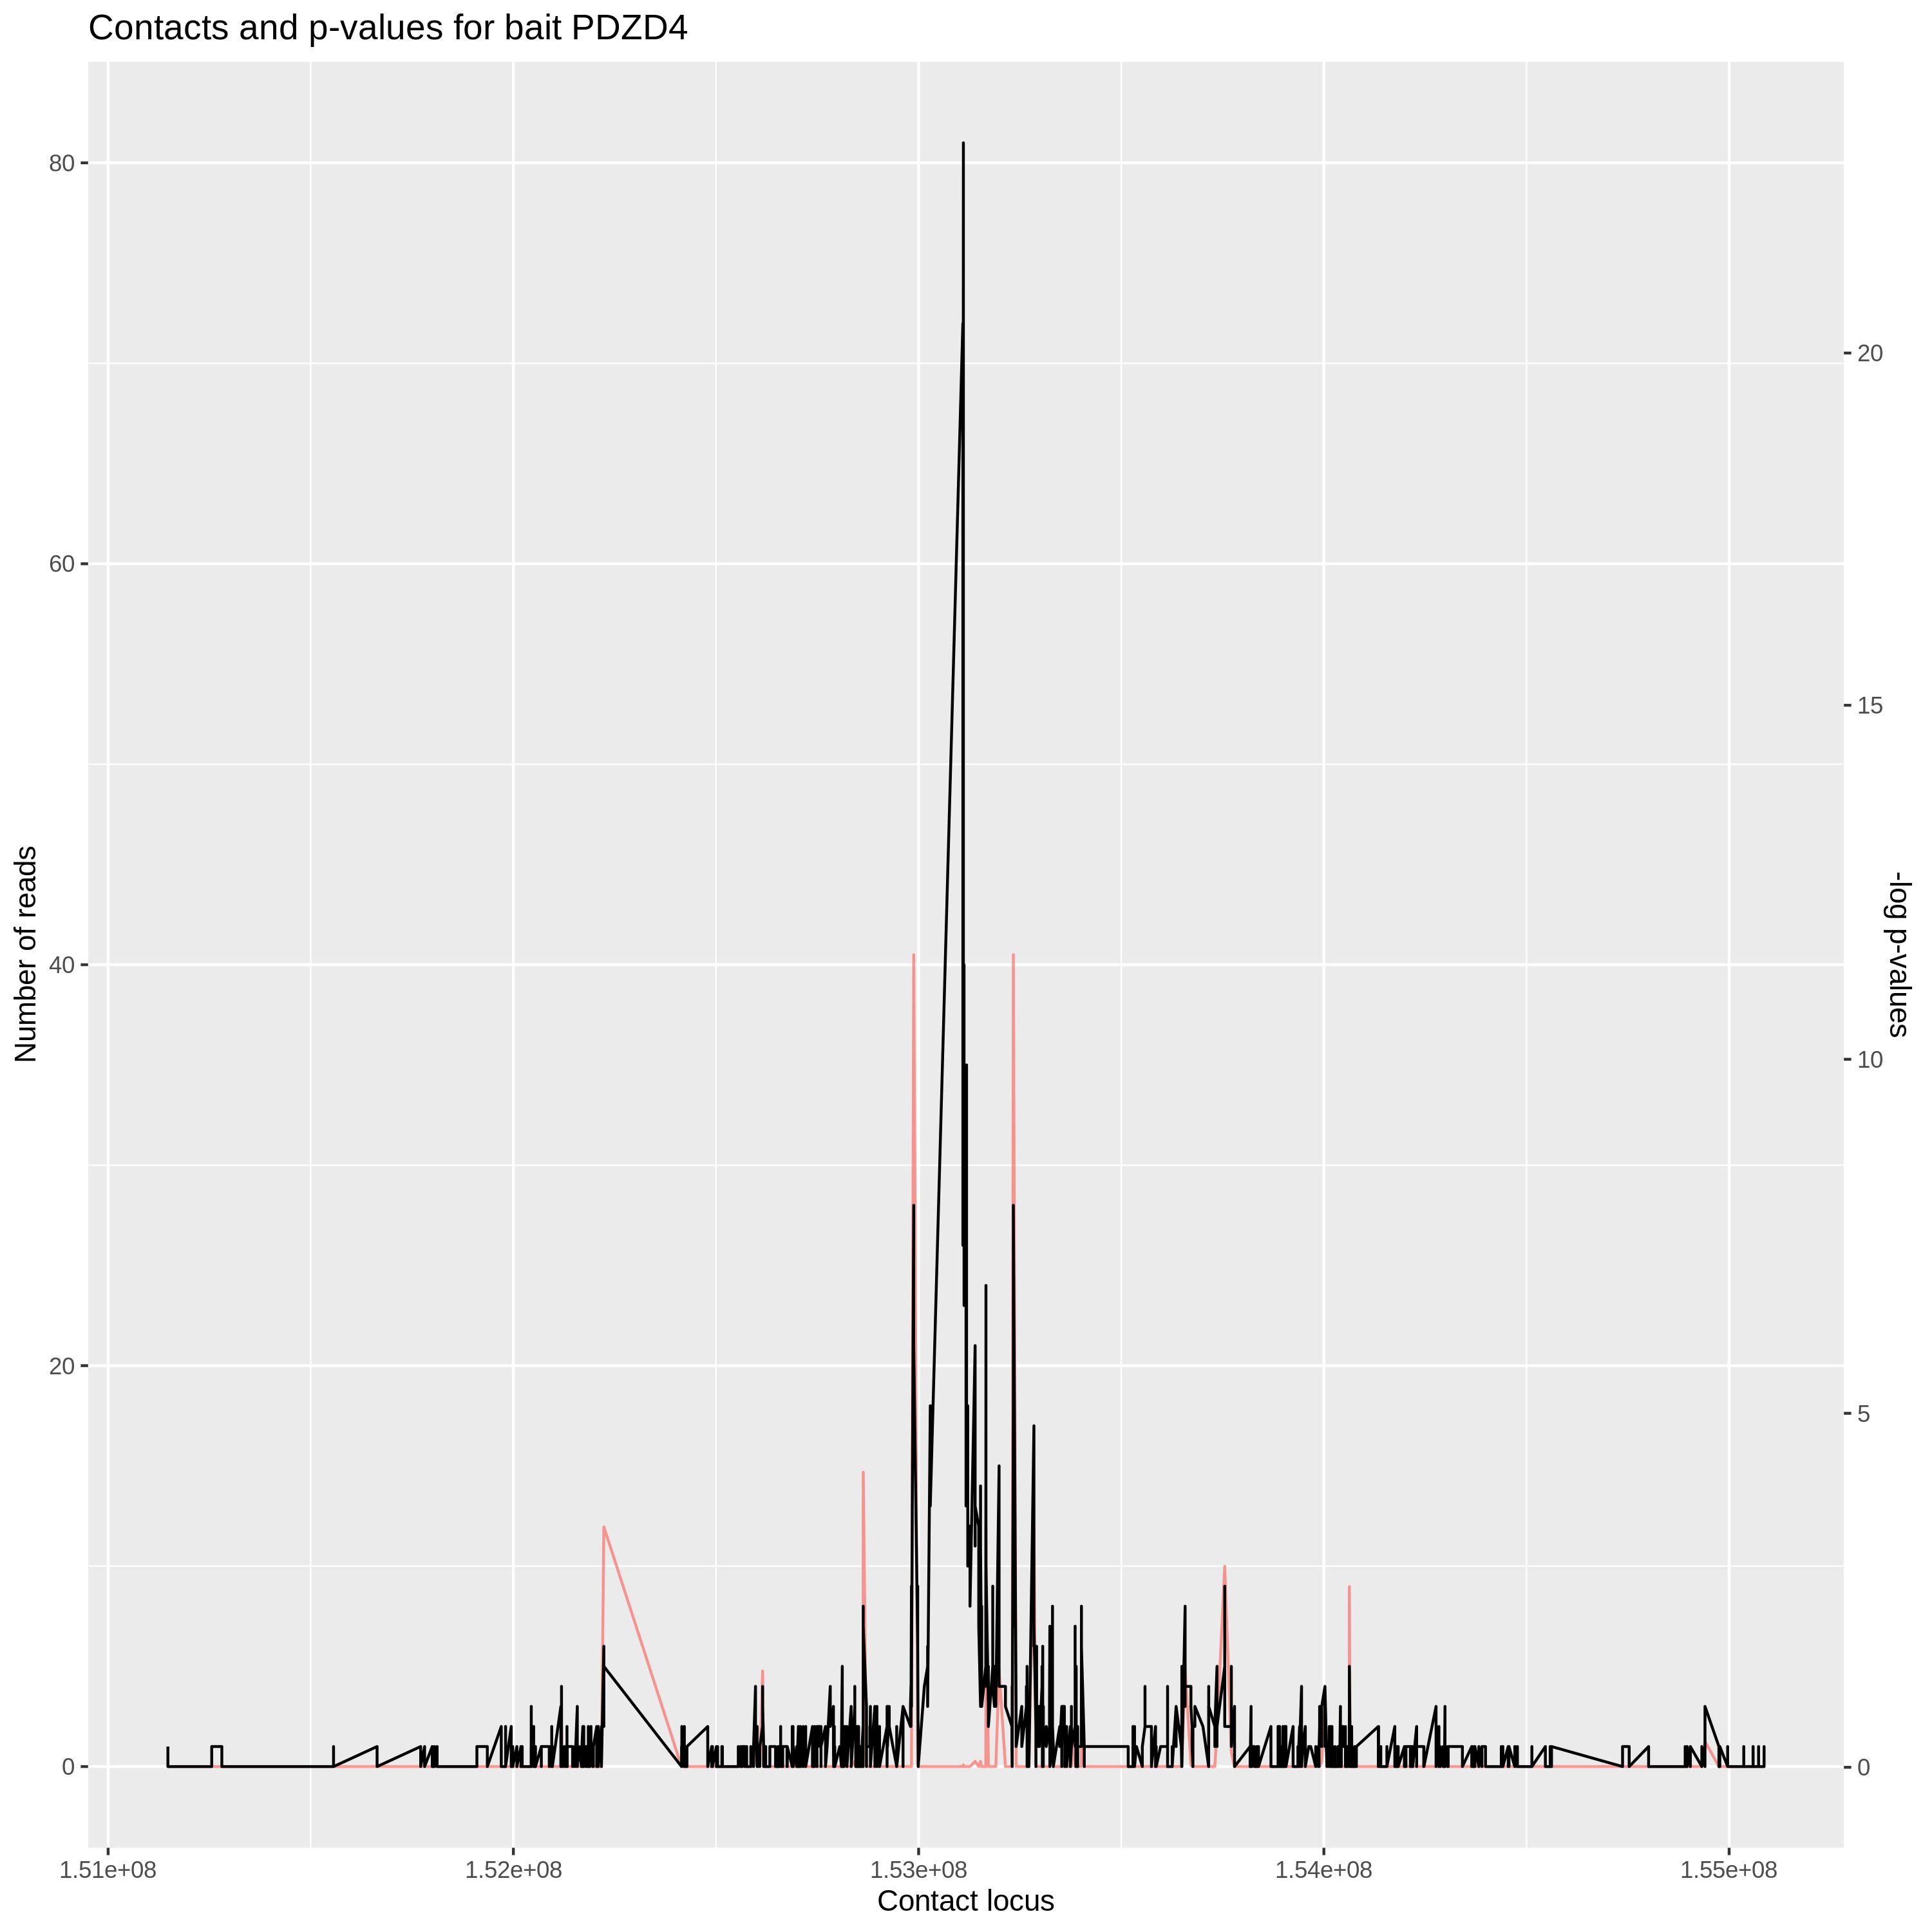 Contacts and p-values for bait PDZD4
80
60
40
20
0
Number of reads
20
15
10
5
0
-log p-values
1.51e+08
1.52e+08
1.53e+08
1.54e+08
1.55e+08
Contact locus